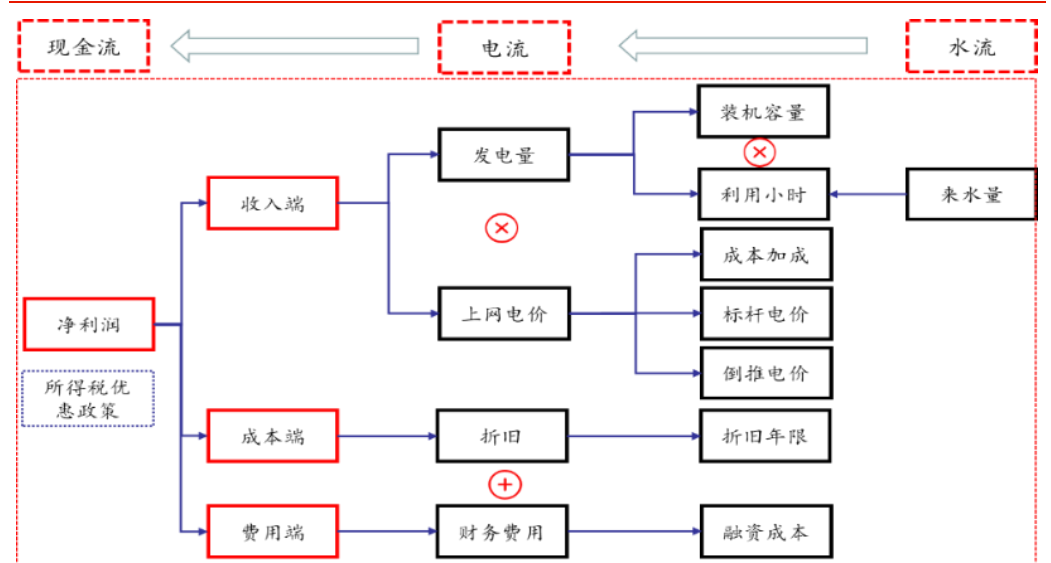 现金流
电流
水流
装机容量
发电量
利用小时
来水量
收入端
成本加成
上网电价
标杆电价
净利润
倒推电价
所得税优
惠政策
成本端
折旧
折旧年限
费用端
财务费用
融资成本